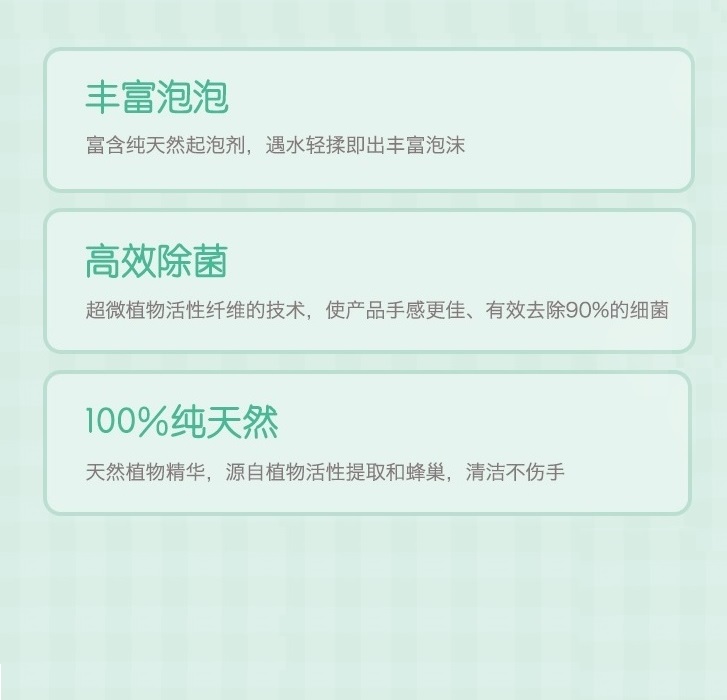 丰富泡泡
富含纯天然起泡剂，遇水轻揉即出丰富泡沫
高效除菌
超微植物活性纤维的技术，使产品手感更佳、有效去除90%的细菌
100%纯天然
天然植物精华，源自植物活性提取和蜂巢，清洁不伤手